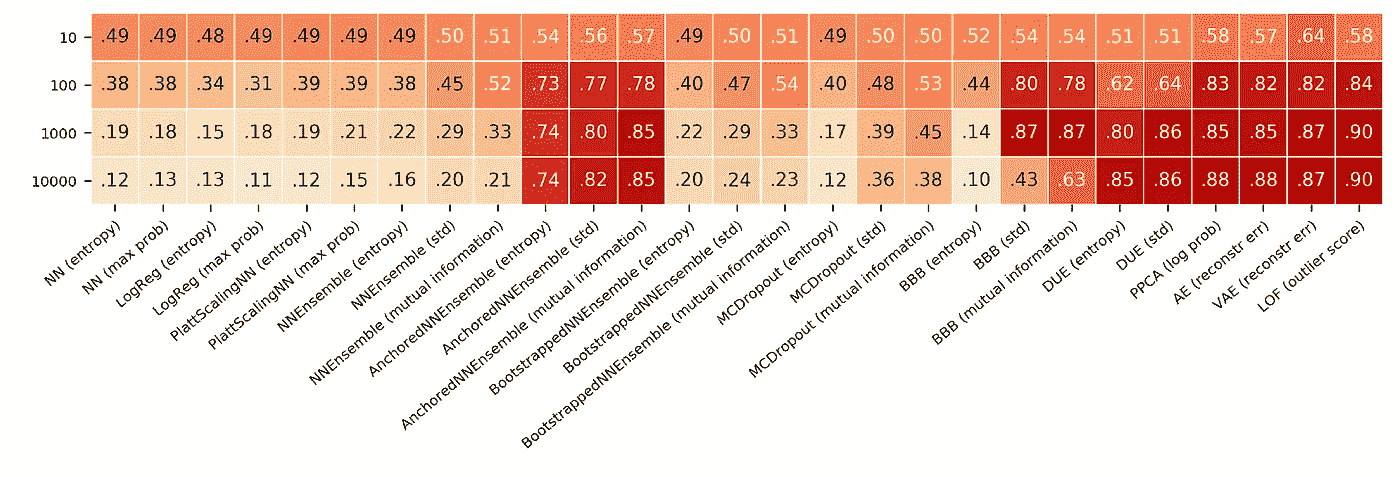 10 .49 .49 .48 .49 .49 .49 .49 .50 .51 .54 .56 .57 .49 .50 .51 .49 .50 .50 .52 .54 .54 .51 .51 .58 .57 .64 .58
100 .38 .38 .34 .31 .39 .39 .38 .45 .52 .73 .77 .78 .40 .47 .54 .40 .48 .53 .44 .80 .78 .62 .64 .83 .82 .82 .84
1000 .19 .18 .15 .18 .19 .21 .22 .29 .33 .74 .80 .85 .22 .29 .33 .17 .39 .45 .14 .87 .87 .80 .86 .85 .85 .87 .90
10000 .12 .13 .13 .11 .12 .15 .16 .20 .21 .74 .82 .85 .20 .24 .23 .12 .36 .38 .10 .43 .63 .85 .86 .88 .88 .87 .90
NN (entropy)
NN (max prob)
LogReg (entropy)
LogReg (max prob)
PlattScalingNN (entropy)
PlattScalingNN (max prob)
NNEnsemble (entropy)
NNEnsemble (std)
NNEnsemble (mutual information)
AnchoredNNEnsemble (entropy)
AnchoredNNEnsemble (std)
AnchoredNNEnsemble (mutual information)
BootstrappedNNEnsemble (entropy)
BootstrappedNNEnsemble (std)
BootstrappedNNEnsemble (mutual information)
MCDropout (entropy)
MCDropout (std)
MCDropout (mutual information)
BBB (entropy)
BBB (std)
BBB (mutual information)
DUE (entropy)
DUE (std)
PPCA (log prob)
AE (reconstr err)
VAE (reconstr err)
LOF (outlier score)